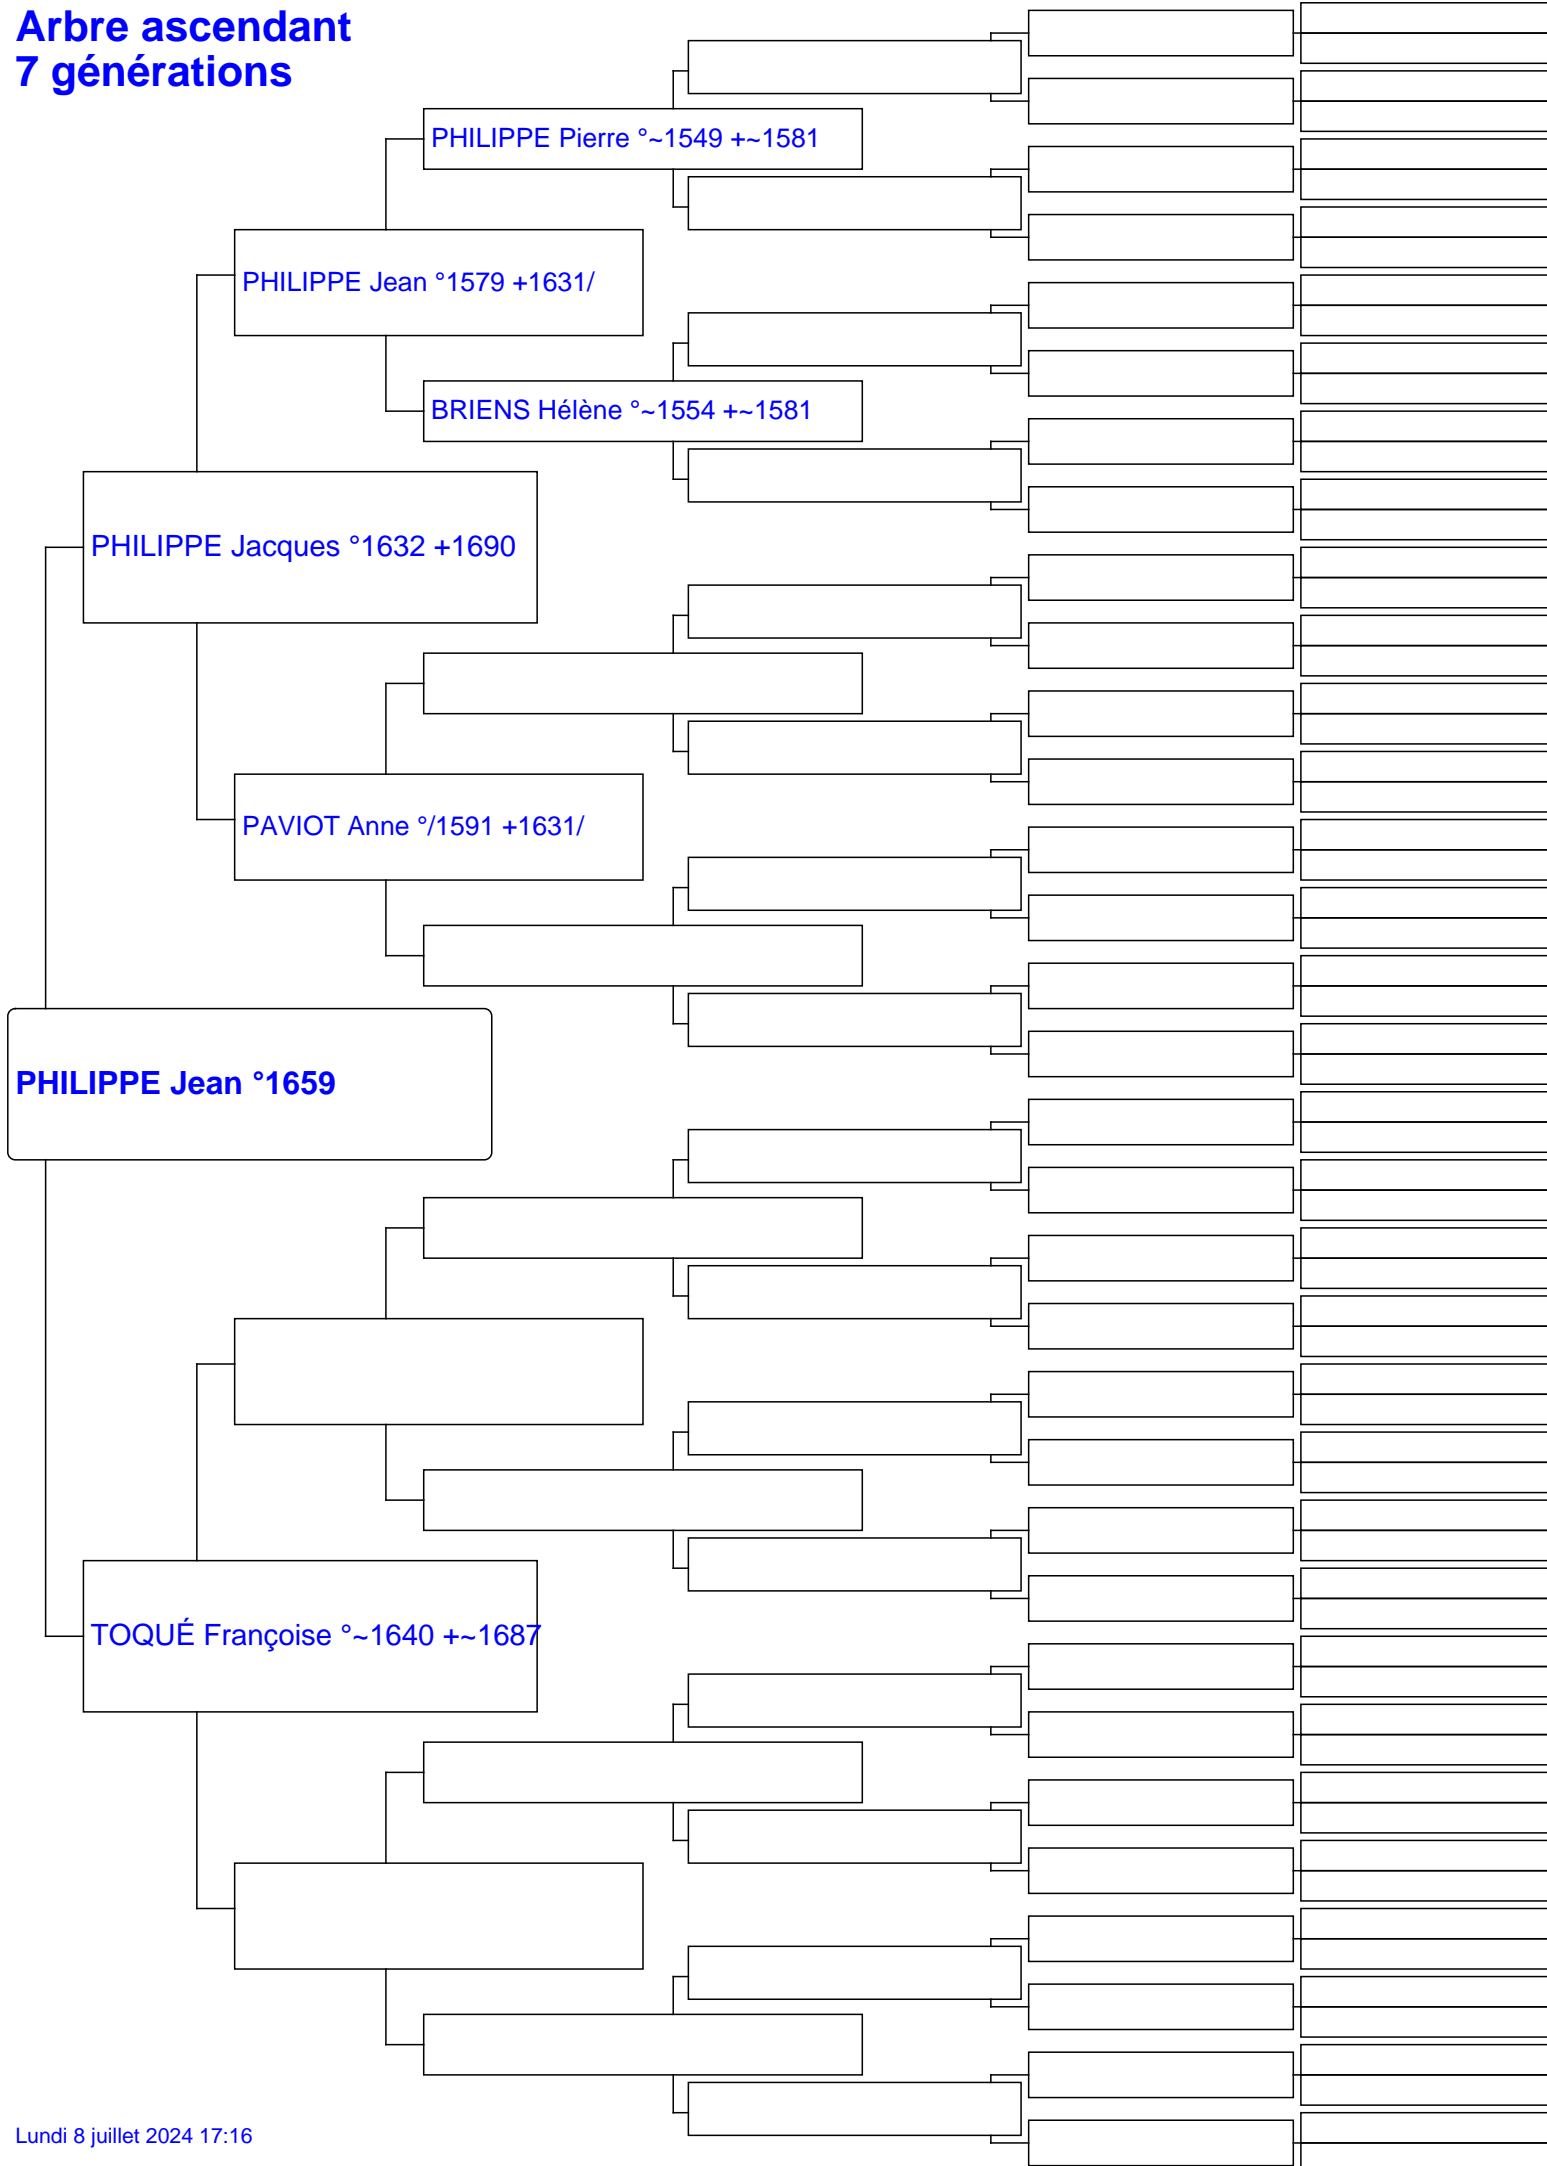 Arbre ascendant
7 générations
PHILIPPE Pierre °~1549 +~1581
PHILIPPE Jean °1579 +1631/
BRIENS Hélène °~1554 +~1581
PHILIPPE Jacques °1632 +1690
PAVIOT Anne °/1591 +1631/
PHILIPPE Jean °1659
TOQUÉ Françoise °~1640 +~1687
Lundi 8 juillet 2024 17:16